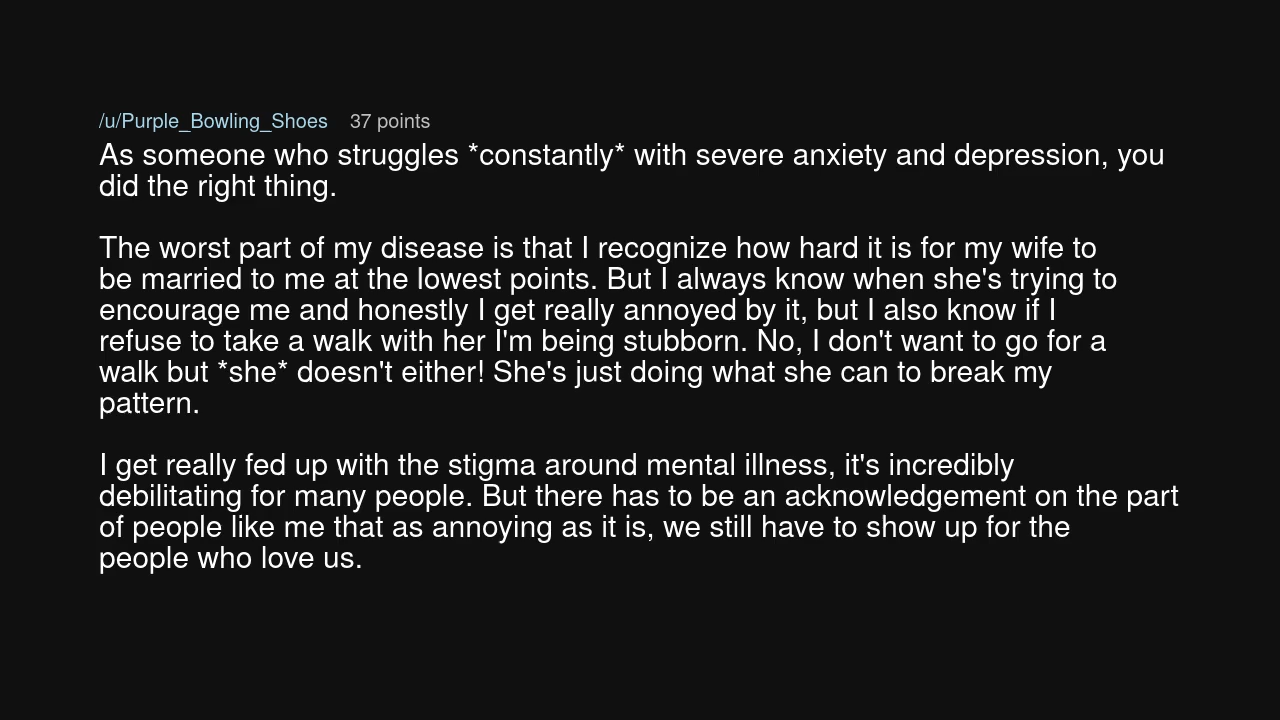 /u/Purple_Bowling_Shoes 37 points
As someone who struggles *constantly* with severe anxiety and depression, you
did the right thing.
The worst part of my disease is that I recognize how hard it is for my wife to
be married to me at the lowest points. But I always know when she's trying to
encourage me and honestly I get really annoyed by it, but I also know if I
refuse to take a walk with her I'm being stubborn. No, I don't want to go for a
walk but *she* doesn't either! She's just doing what she can to break my
pattern.
I get really fed up with the stigma around mental illness, it's incredibly
debilitating for many people. But there has to be an acknowledgement on the part
of people like me that as annoying as it is, we still have to show up for the
people who love us.